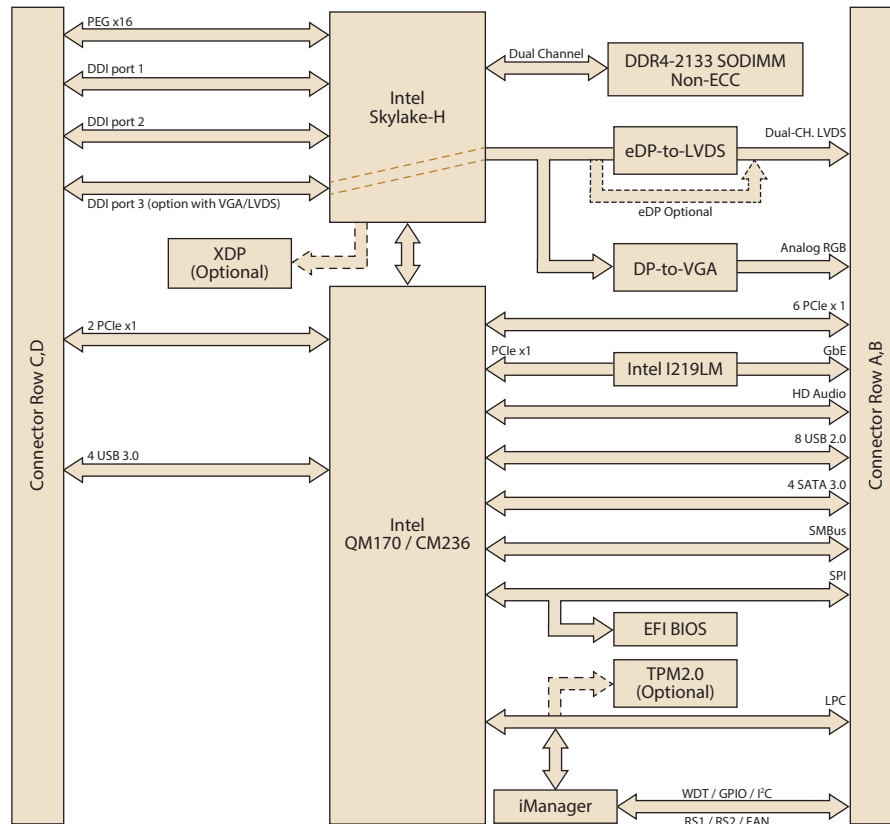 PEG x16
DDI port 1
DDI port 2
DDI port 3 (option with VGA/LVDS)
Intel
Skylake-H
Dual Channel
DDR4-2133 SODIMM
Non-ECC
eDP-to-LVDS
Dual-CH. LVDS
eDP Optional
XDP
(Optional)
DP-to-VGA
Analog RGB
Connector Row C,D
2 PCIe x1
4 USB 3.0
Intel
QM170 / CM236
6 PCIe x 1
PCIe x1
Intel I219LM
GbE
HD Audio
8 USB 2.0
4 SATA 3.0
SMBus
SPI
EFI BIOS
TPM2.0
(Optional)
LPC
iManager
WDT / GPIO / I²C
RS1 / RS2 / FAN
Connector Row A,B